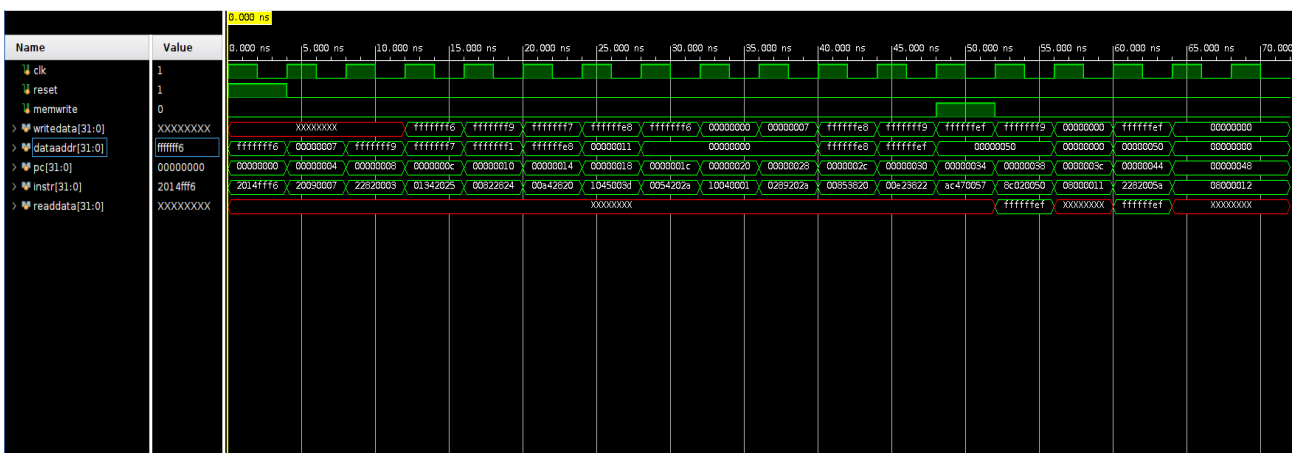 0.000 ns
Name Value 0.000 ns 5.000 ns 10.000 ns 15.000 ns 20.000 ns 25.000 ns 30.000 ns 35.000 ns 40.000 ns 45.000 ns 50.000 ns 55.000 ns 60.000 ns 65.000 ns 70.000
clk 1
reset 1
memwrite 0
writedata[31:0] XXXXXXXX XXXXXXXX fffffff6 fffffff9 fffffff7 ffffffe8 fffffff6 00000000 00000007 ffffffe8 fffffff9 ffffffef fffffff9 00000000 ffffffef 00000000
dataaddr[31:0] fffffff6 fffffff6 00000007 fffffff9 fffffff7 fffffff1 ffffffe8 00000011 00000000 ffffffe8 ffffffef 00000050 00000000 00000050 00000000
pc[31:0] 00000000 00000000 00000004 00000008 0000000c 00000010 00000014 00000018 0000001c 00000020 00000028 0000002c 00000030 00000034 00000038 0000003c 00000044 00000048
instr[31:0] 2014fff6 2014fff6 20090007 22820003 01342025 00822824 00a42820 1045003d 0054202a 10040001 0289202a 00853820 00e23822 ac470057 8c020050 08000011 2282005a 08000012
readdata[31:0] XXXXXXXX XXXXXXXX ffffffef XXXXXXXX ffffffef XXXXXXXX